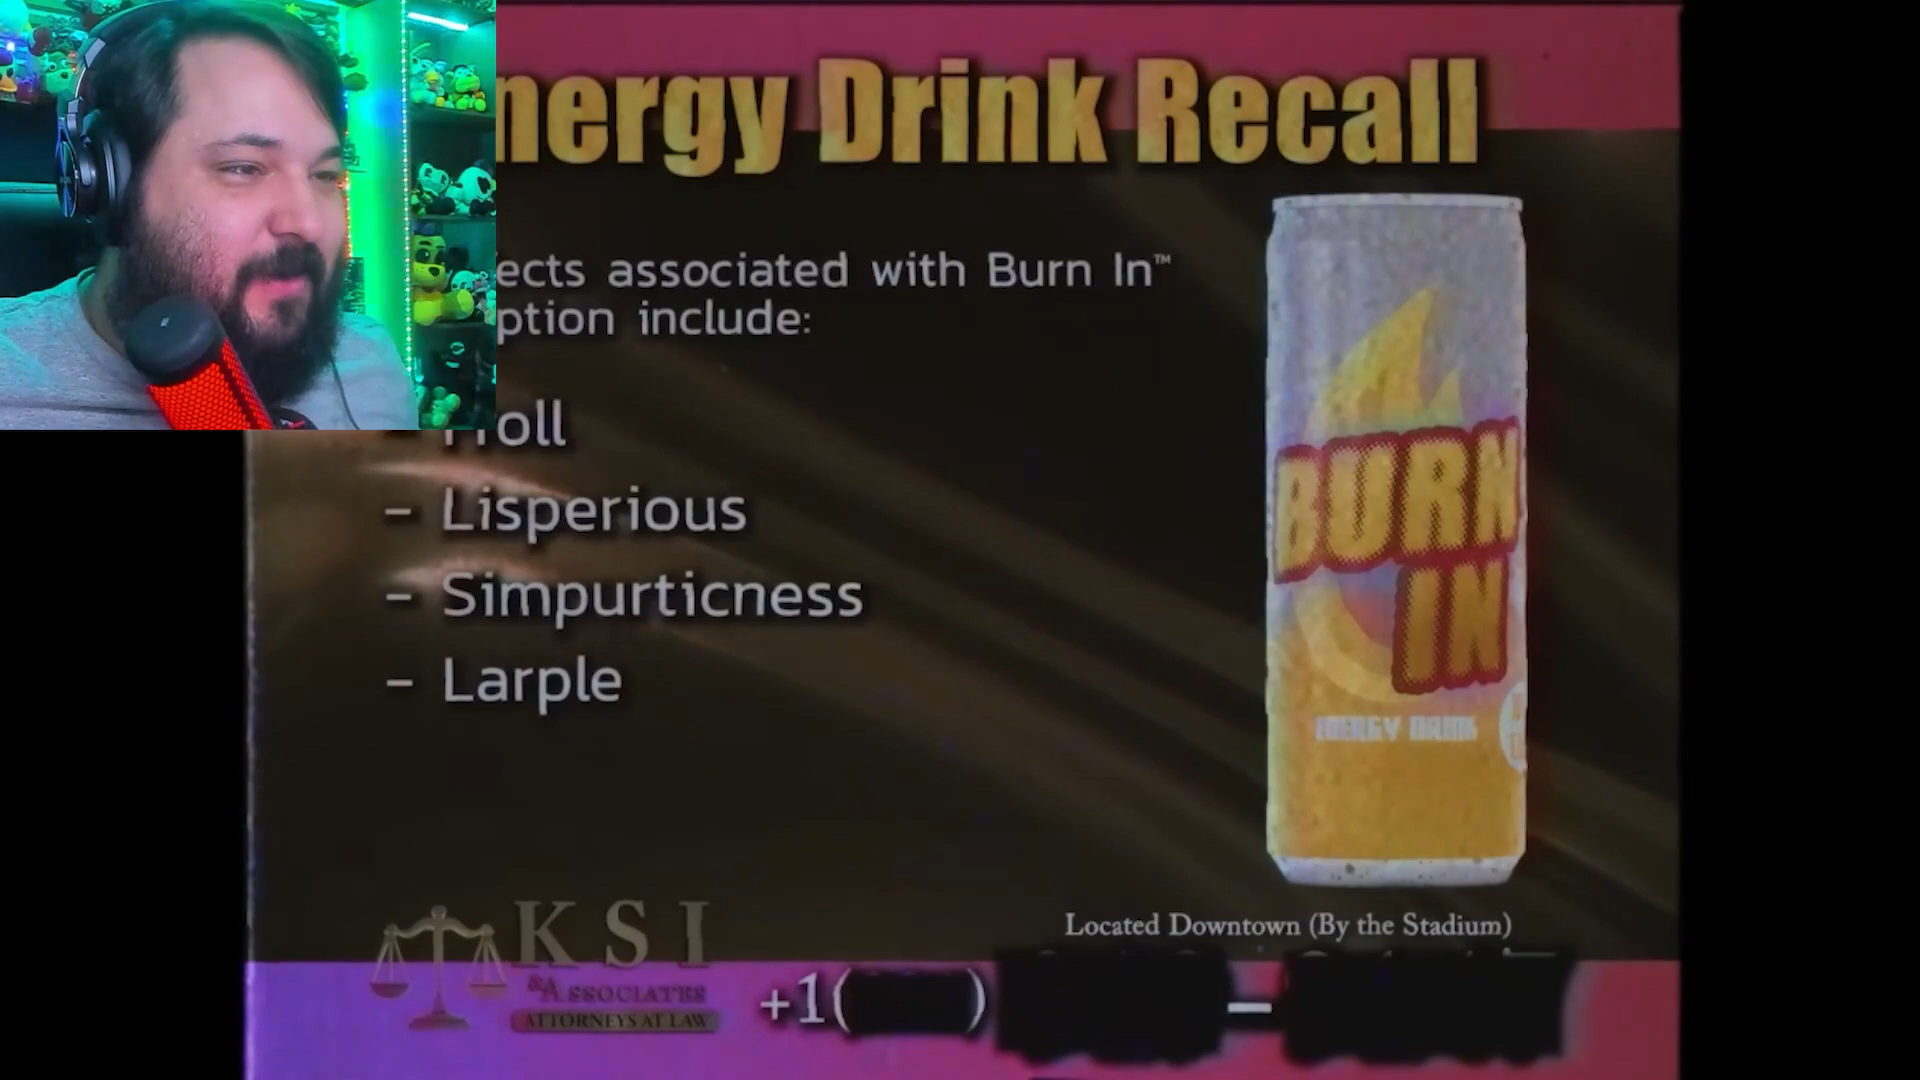 nergy Drink Recall
ects associated with Burn In™
ption include:
- Lisperious
- Simpurticness
- Larple
BURN
IN
ENERGY DRINK
Located Downtown (By the Stadium)
KSI
& Associates
ATTORNEYS AT LAW
+1( ) -